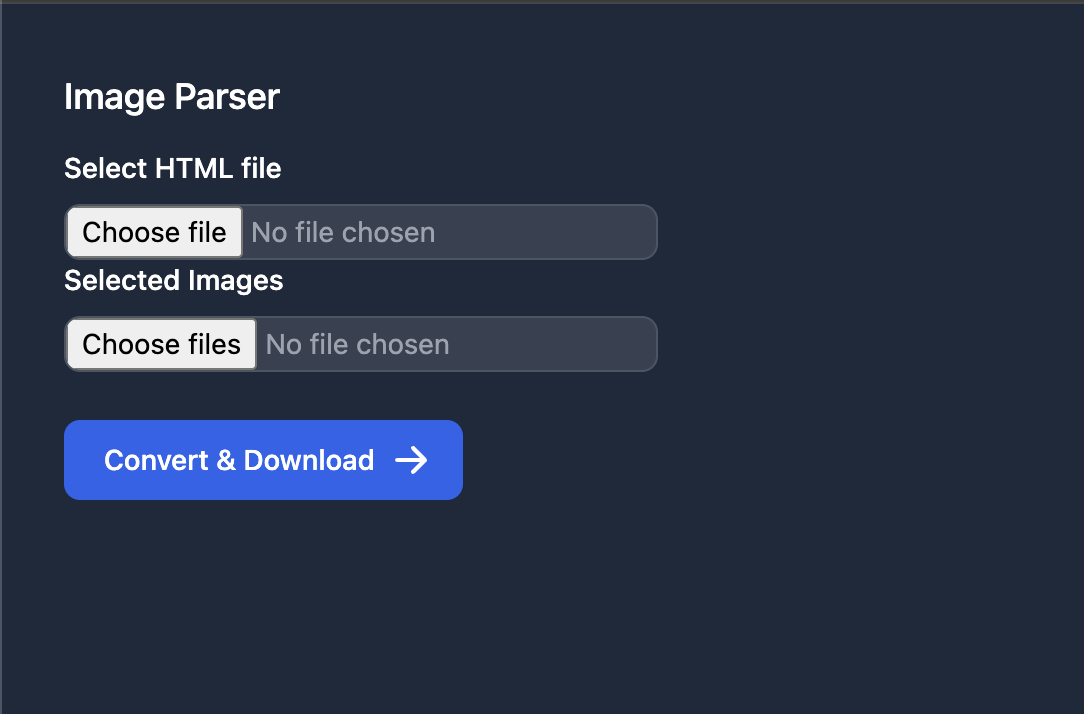 Image Parser
Select HTML file
Choose file No file chosen
Selected Images
Choose files No file chosen
Convert & Download →